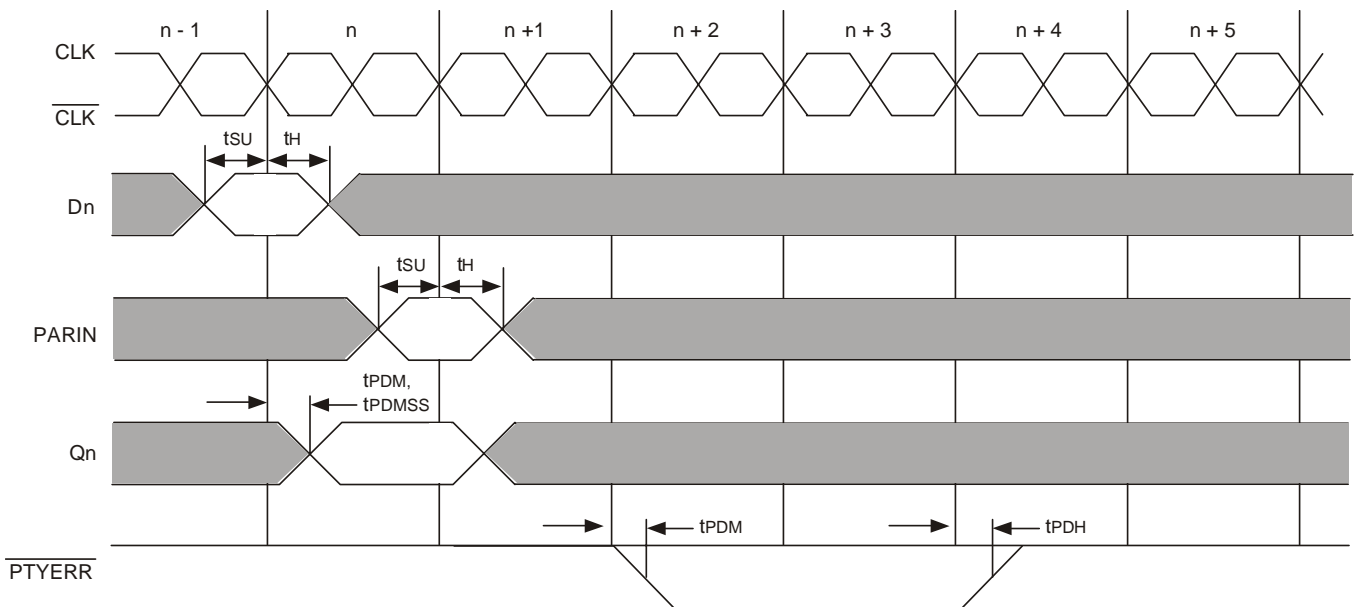 n - 1
n
n +1
n + 2
n + 3
n + 4
n + 5
CLK
CLK
tSU
tH
Dn
tSU
tH
PARIN
tPDM,
tPDMSS
Qn
tPDM
tPDH
PTYERR